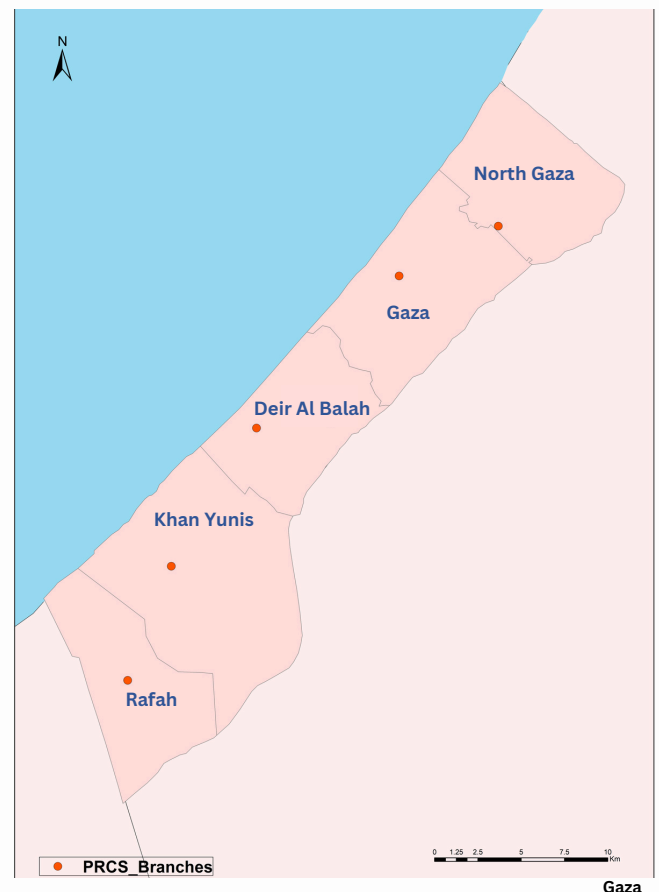 N
North Gaza
Gaza
Deir Al Balah
Khan Yunis
Rafah
PRCS_Branches
0 1.25 2.5 5 7.5 10
Km
Gaza